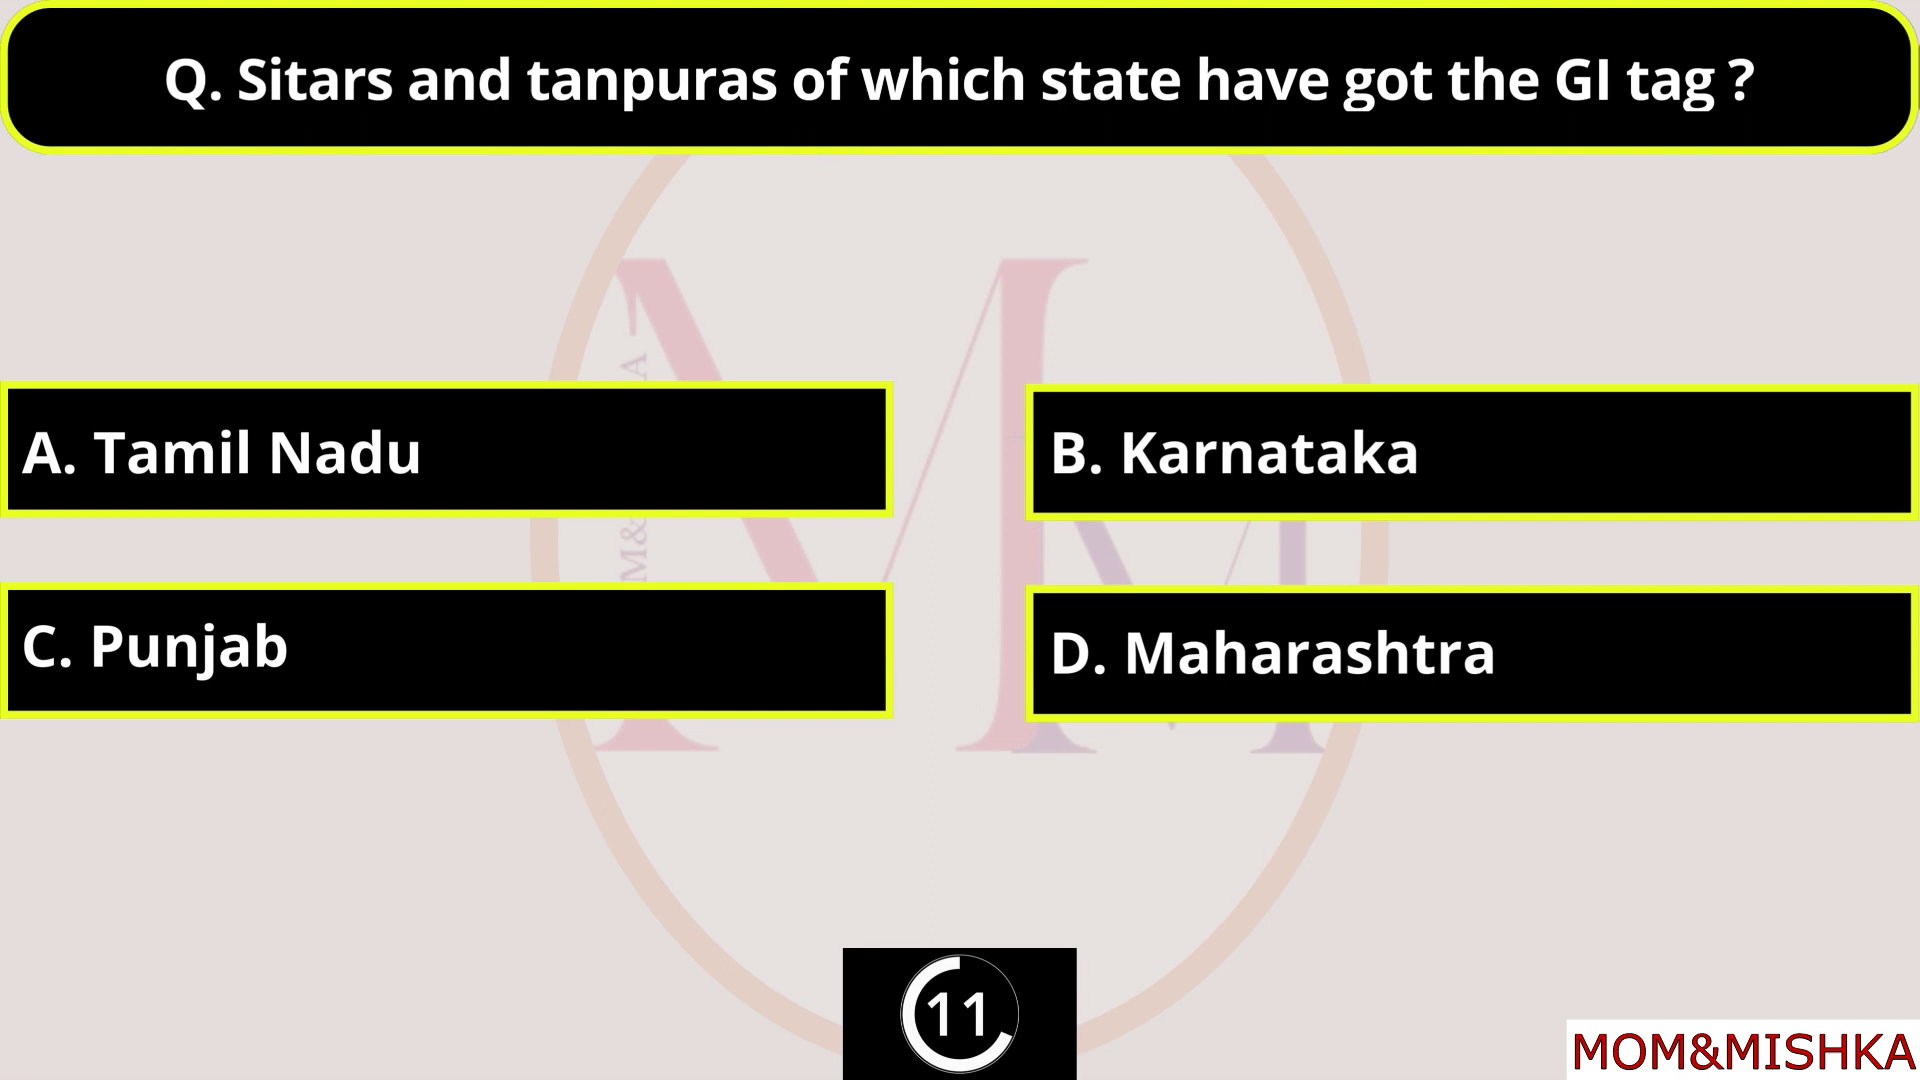 Q. Sitars and tanpuras of which state have got the GI tag ?
A. Tamil Nadu
B. Karnataka
C. Punjab
D. Maharashtra
M&
A
11
MOM&MISHKA